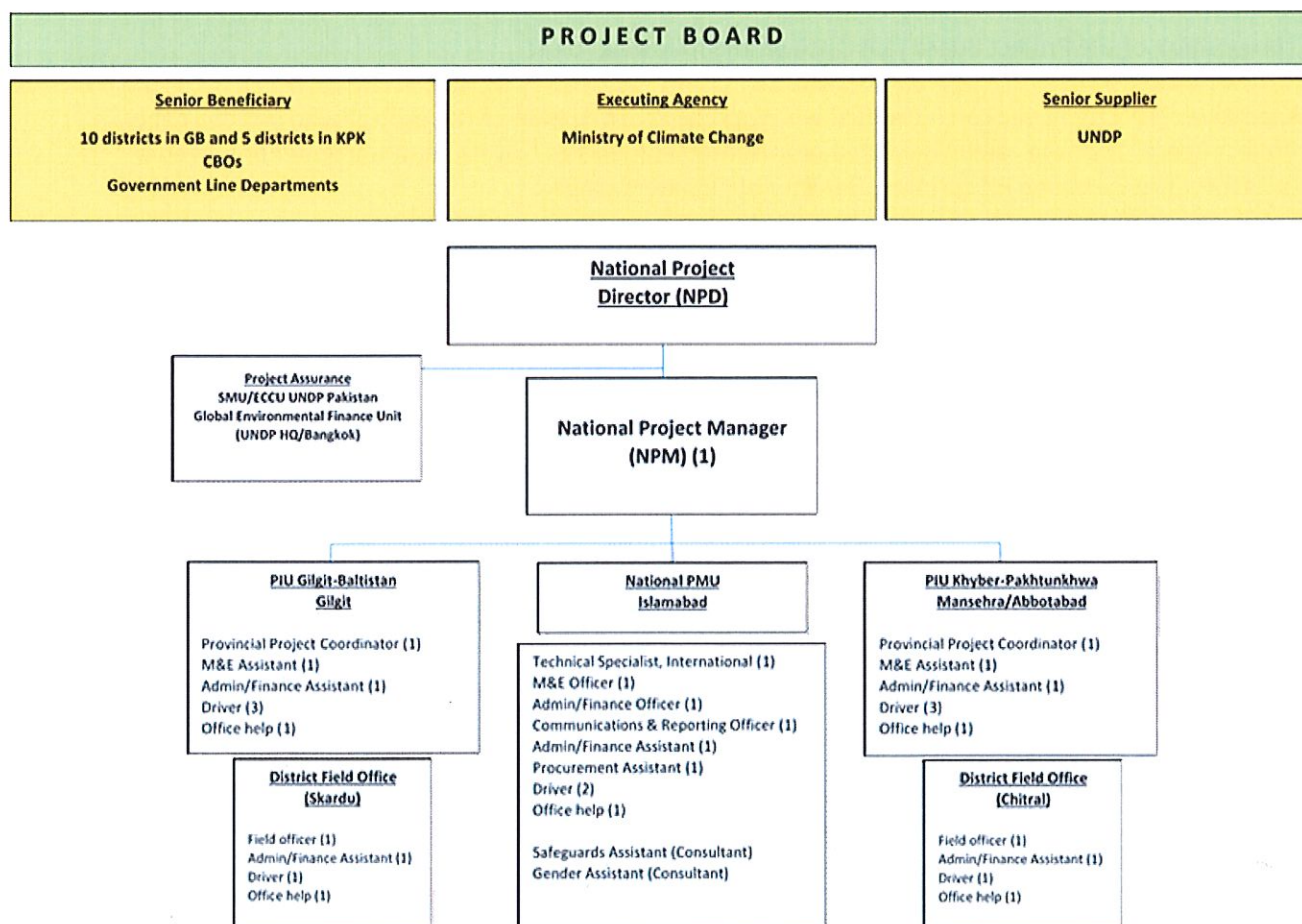 PROJECT BOARD
Senior Beneficiary
10 districts in GB and 5 districts in KPK
CBOs
Government Line Departments
Executing Agency
Ministry of Climate Change
Senior Supplier
UNDP
National Project
Director (NPD)
Project Assurance
SMU/ECCU UNDP Pakistan
Global Environmental Finance Unit
(UNDP HQ/Bangkok)
National Project Manager
(NPM) (1)
PIU Gilgit-Baltistan
Gilgit
Provincial Project Coordinator (1)
M&E Assistant (1)
Admin/Finance Assistant (1)
Driver (3)
Office help (1)
District Field Office
(Skardu)
Field officer (1)
Admin/Finance Assistant (1)
Driver (1)
Office help (1)
National PMU
Islamabad
Technical Specialist, International (1)
M&E Officer (1)
Admin/Finance Officer (1)
Communications & Reporting Officer (1)
Admin/Finance Assistant (1)
Procurement Assistant (1)
Driver (2)
Office help (1)
Safeguards Assistant (Consultant)
Gender Assistant (Consultant)
PIU Khyber-Pakhtunkhwa
Mansehra/Abbotabad
Provincial Project Coordinator (1)
M&E Assistant (1)
Admin/Finance Assistant (1)
Driver (3)
Office help (1)
District Field Office
(Chitral)
Field officer (1)
Admin/Finance Assistant (1)
Driver (1)
Office help (1)